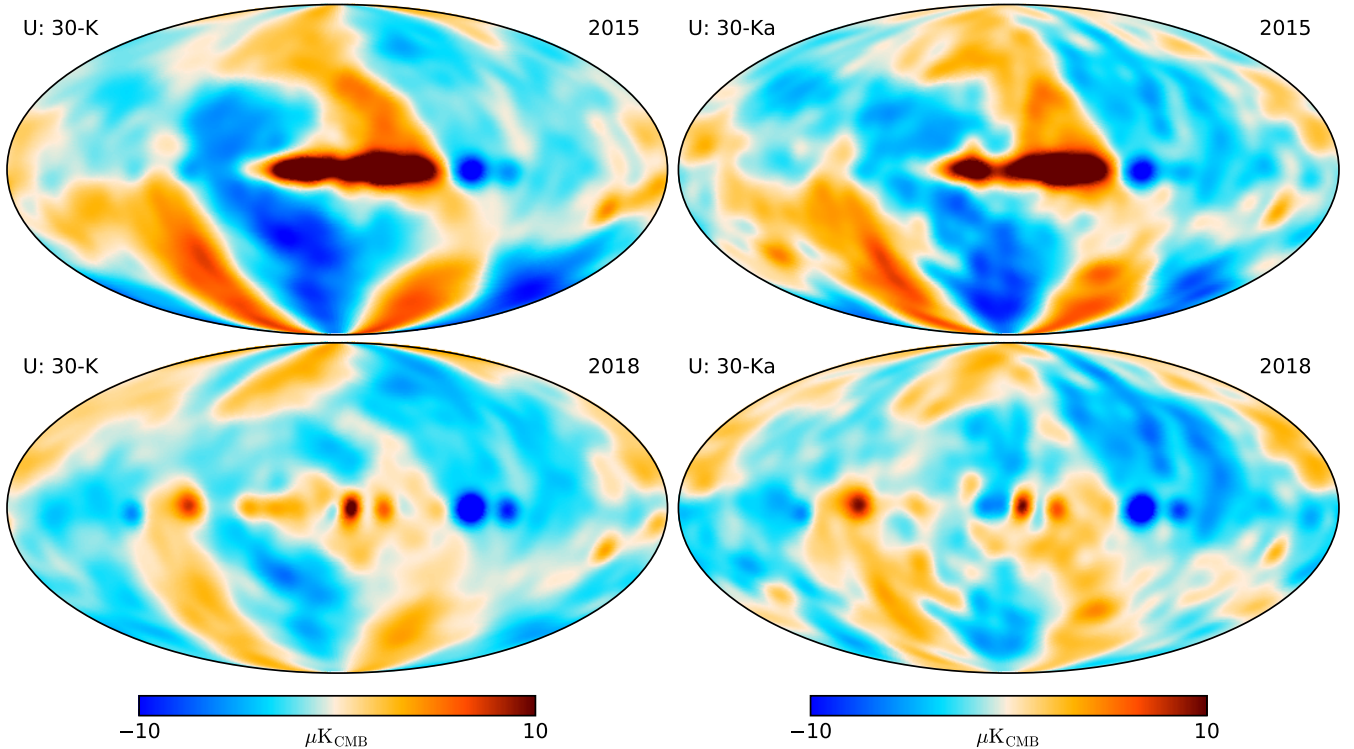 U: 30-K 2015
U: 30-Ka 2015
U: 30-K 2018
U: 30-Ka 2018
−10 μK_CMB 10
−10 μK_CMB 10